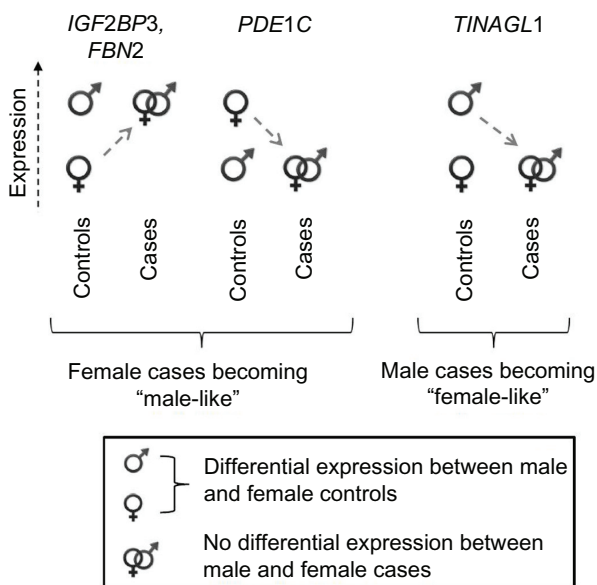 IGF2BP3, FBN2
PDE1C
TINAGL1
Expression
Controls
Cases
Controls
Cases
Controls
Cases
Female cases becoming
"male-like"
Male cases becoming
"female-like"
Differential expression between male
and female controls
No differential expression between
male and female cases